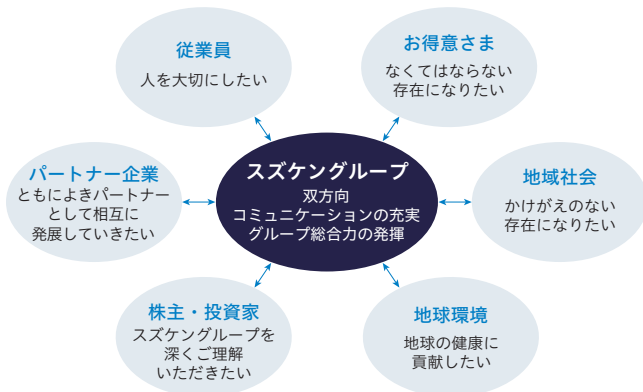 従業員
人を大切にしたい
お得意さま
なくてはならない
存在になりたい
パートナー企業
ともによきパートナー
として相互に
発展していきたい
スズケングループ
双方向
コミュニケーションの充実
グループ総合力の発揮
地域社会
かけがえのない
存在になりたい
株主・投資家
スズケングループを
深くご理解
いただきたい
地球環境
地球の健康に
貢献したい